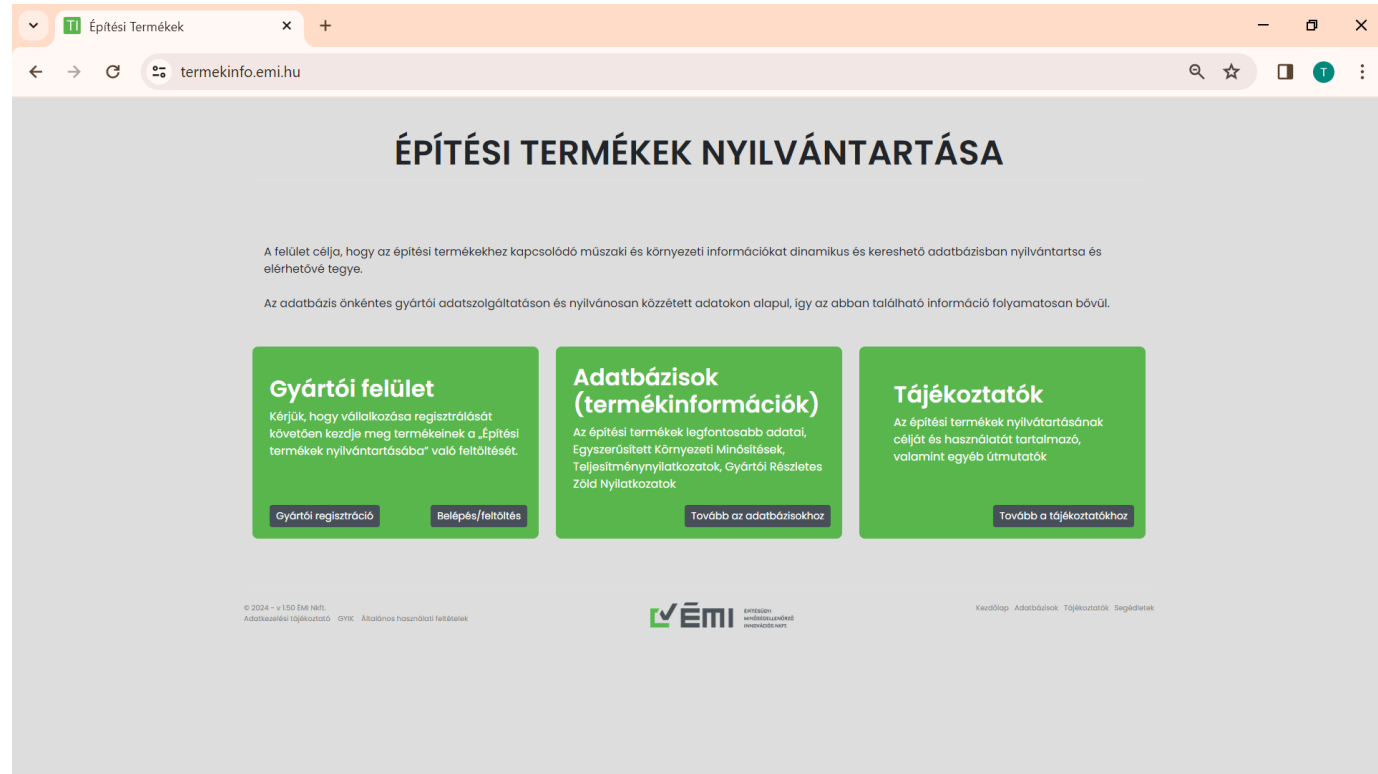 TI Építési Termékek
termekinfo.emi.hu
T
ÉPÍTÉSI TERMÉKEK NYILVÁNTARTÁSA
A felület célja, hogy az építési termékekhez kapcsolódó műszaki és környezeti információkat dinamikus és kereshető adatbázisban nyilvántartsa és
elérhetővé tegye.
Az adatbázis önkéntes gyártói adatszolgáltatáson és nyilvánosan közzétett adatokon alapul, így az abban található információ folyamatosan bővül.
Gyártói felület
Kérjük, hogy vállalkozása regisztrálását
követően kezdje meg termékeinek a „Építési
termékek nyilvántartásába” való feltöltését.
Gyártói regisztráció
Belépés/feltöltés
Adatbázisok
(termékinformációk)
Az építési termékek legfontosabb adatai,
Egyszerűsített Környezeti Minősítések,
Teljesítménynyilatkozatok, Gyártói Részletes
Zöld Nyilatkozatok
Tovább az adatbázisokhoz
Tájékoztatók
Az építési termékek nyilvátartásának
célját és használatát tartalmazó,
valamint egyéb útmutatók
Tovább a tájékoztatókhoz
© 2024 - v 1.50 ÉMI Nkft.
Adatkezelési tájékoztató GYIK Általános használati feltételek
ÉMI
ÉPÍTÉSÜGYI
MINŐSÉGELLENŐRZŐ
INNOVÁCIÓS NKFT.
Kezdőlap Adatbázisok Tájékoztatók Segédletek